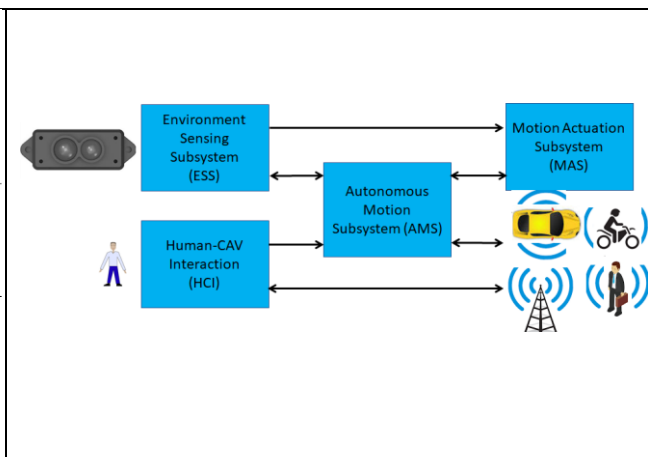 Environment
Sensing
Subsystem
(ESS)
Motion Actuation
Subsystem
(MAS)
Autonomous
Motion
Subsystem (AMS)
Human-CAV
Interaction
(HCI)